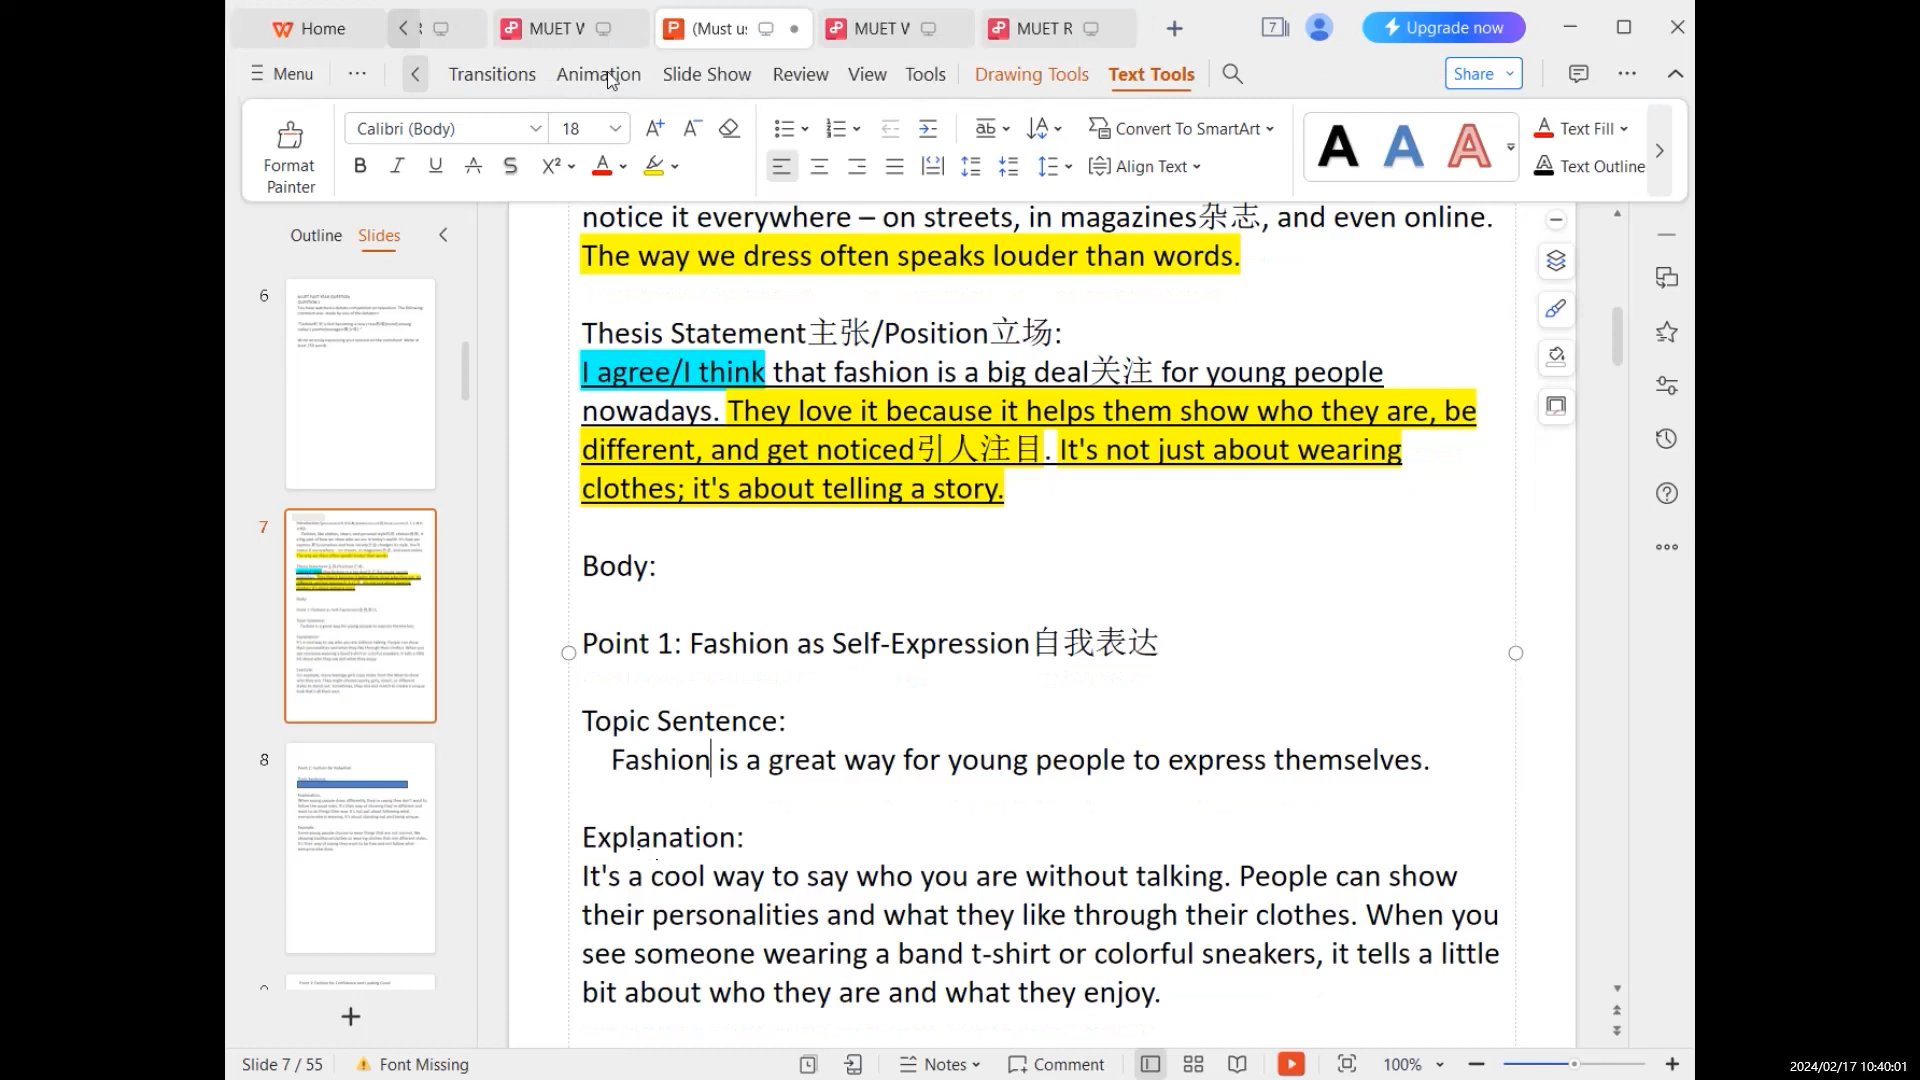 Home
MUET V
(Must u:
MUET V
MUET R
7
Upgrade now
Menu
Transitions
Animation
Slide Show
Review
View
Tools
Drawing Tools
Text Tools
Share
Format
Painter
Calibri (Body)
18
Convert To SmartArt
Text Fill
Align Text
Text Outline
Outline
Slides
notice it everywhere – on streets, in magazines杂志, and even online.
The way we dress often speaks louder than words.
Thesis Statement主张/Position立场:
I agree/I think that fashion is a big deal关注 for young people
nowadays. They love it because it helps them show who they are, be
different, and get noticed引人注目. It's not just about wearing
clothes; it's about telling a story.
Body:
Point 1: Fashion as Self-Expression自我表达
Topic Sentence:
Fashion is a great way for young people to express themselves.
Explanation:
It's a cool way to say who you are without talking. People can show
their personalities and what they like through their clothes. When you
see someone wearing a band t-shirt or colorful sneakers, it tells a little
bit about who they are and what they enjoy.
6
7
8
Slide 7 / 55
Font Missing
Notes
Comment
100%
2024/02/17 10:40:01